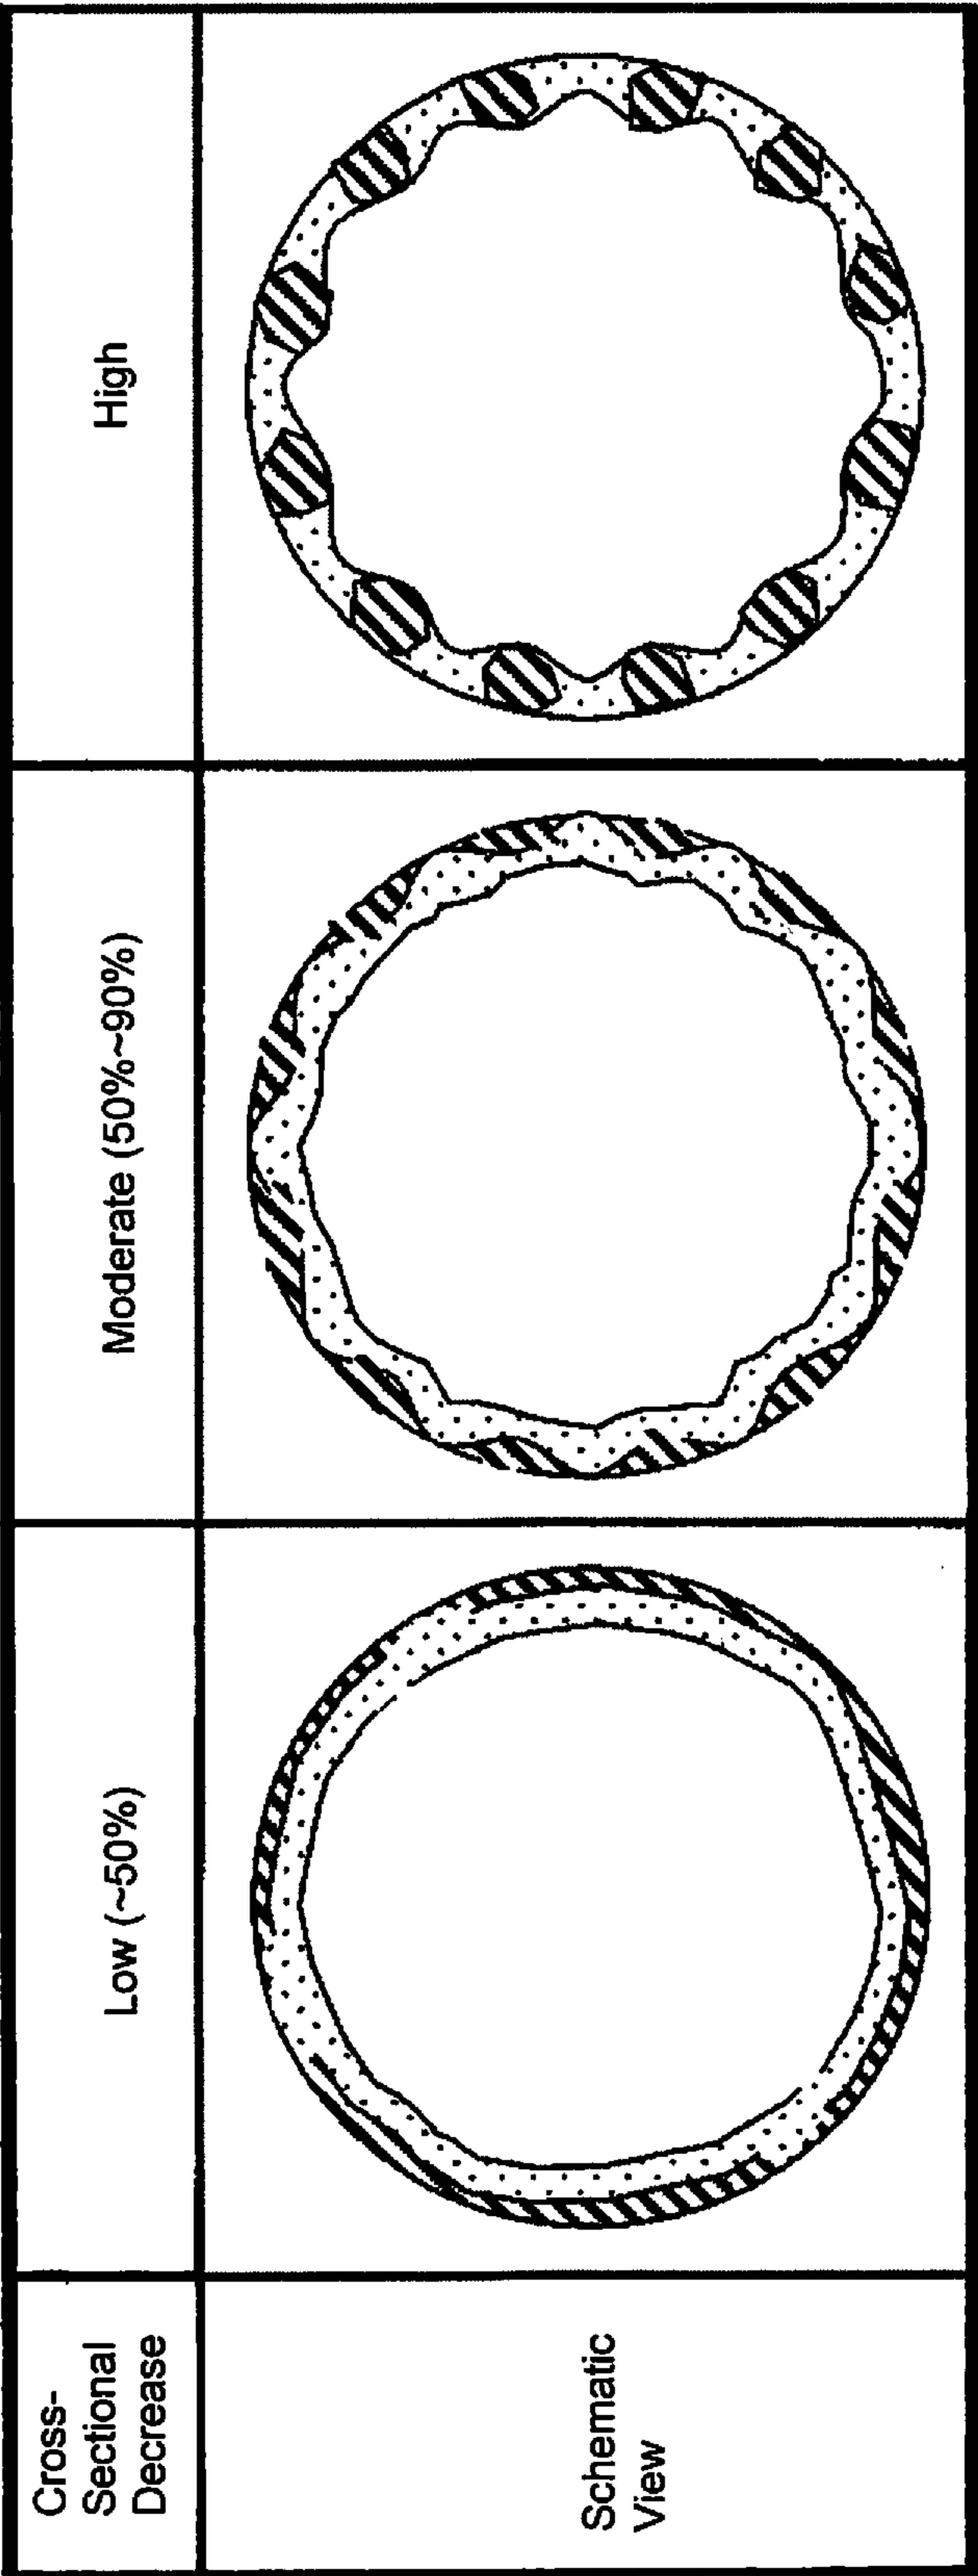 Cross-
Sectional
Decrease
Low (~50%)
Moderate (50%~90%)
High
Schematic
View